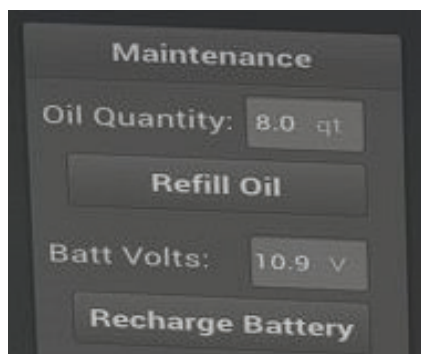 Maintenance
Oil Quantity: 8.0 qt
Refill Oil
Batt Volts: 10.9 V
Recharge Battery